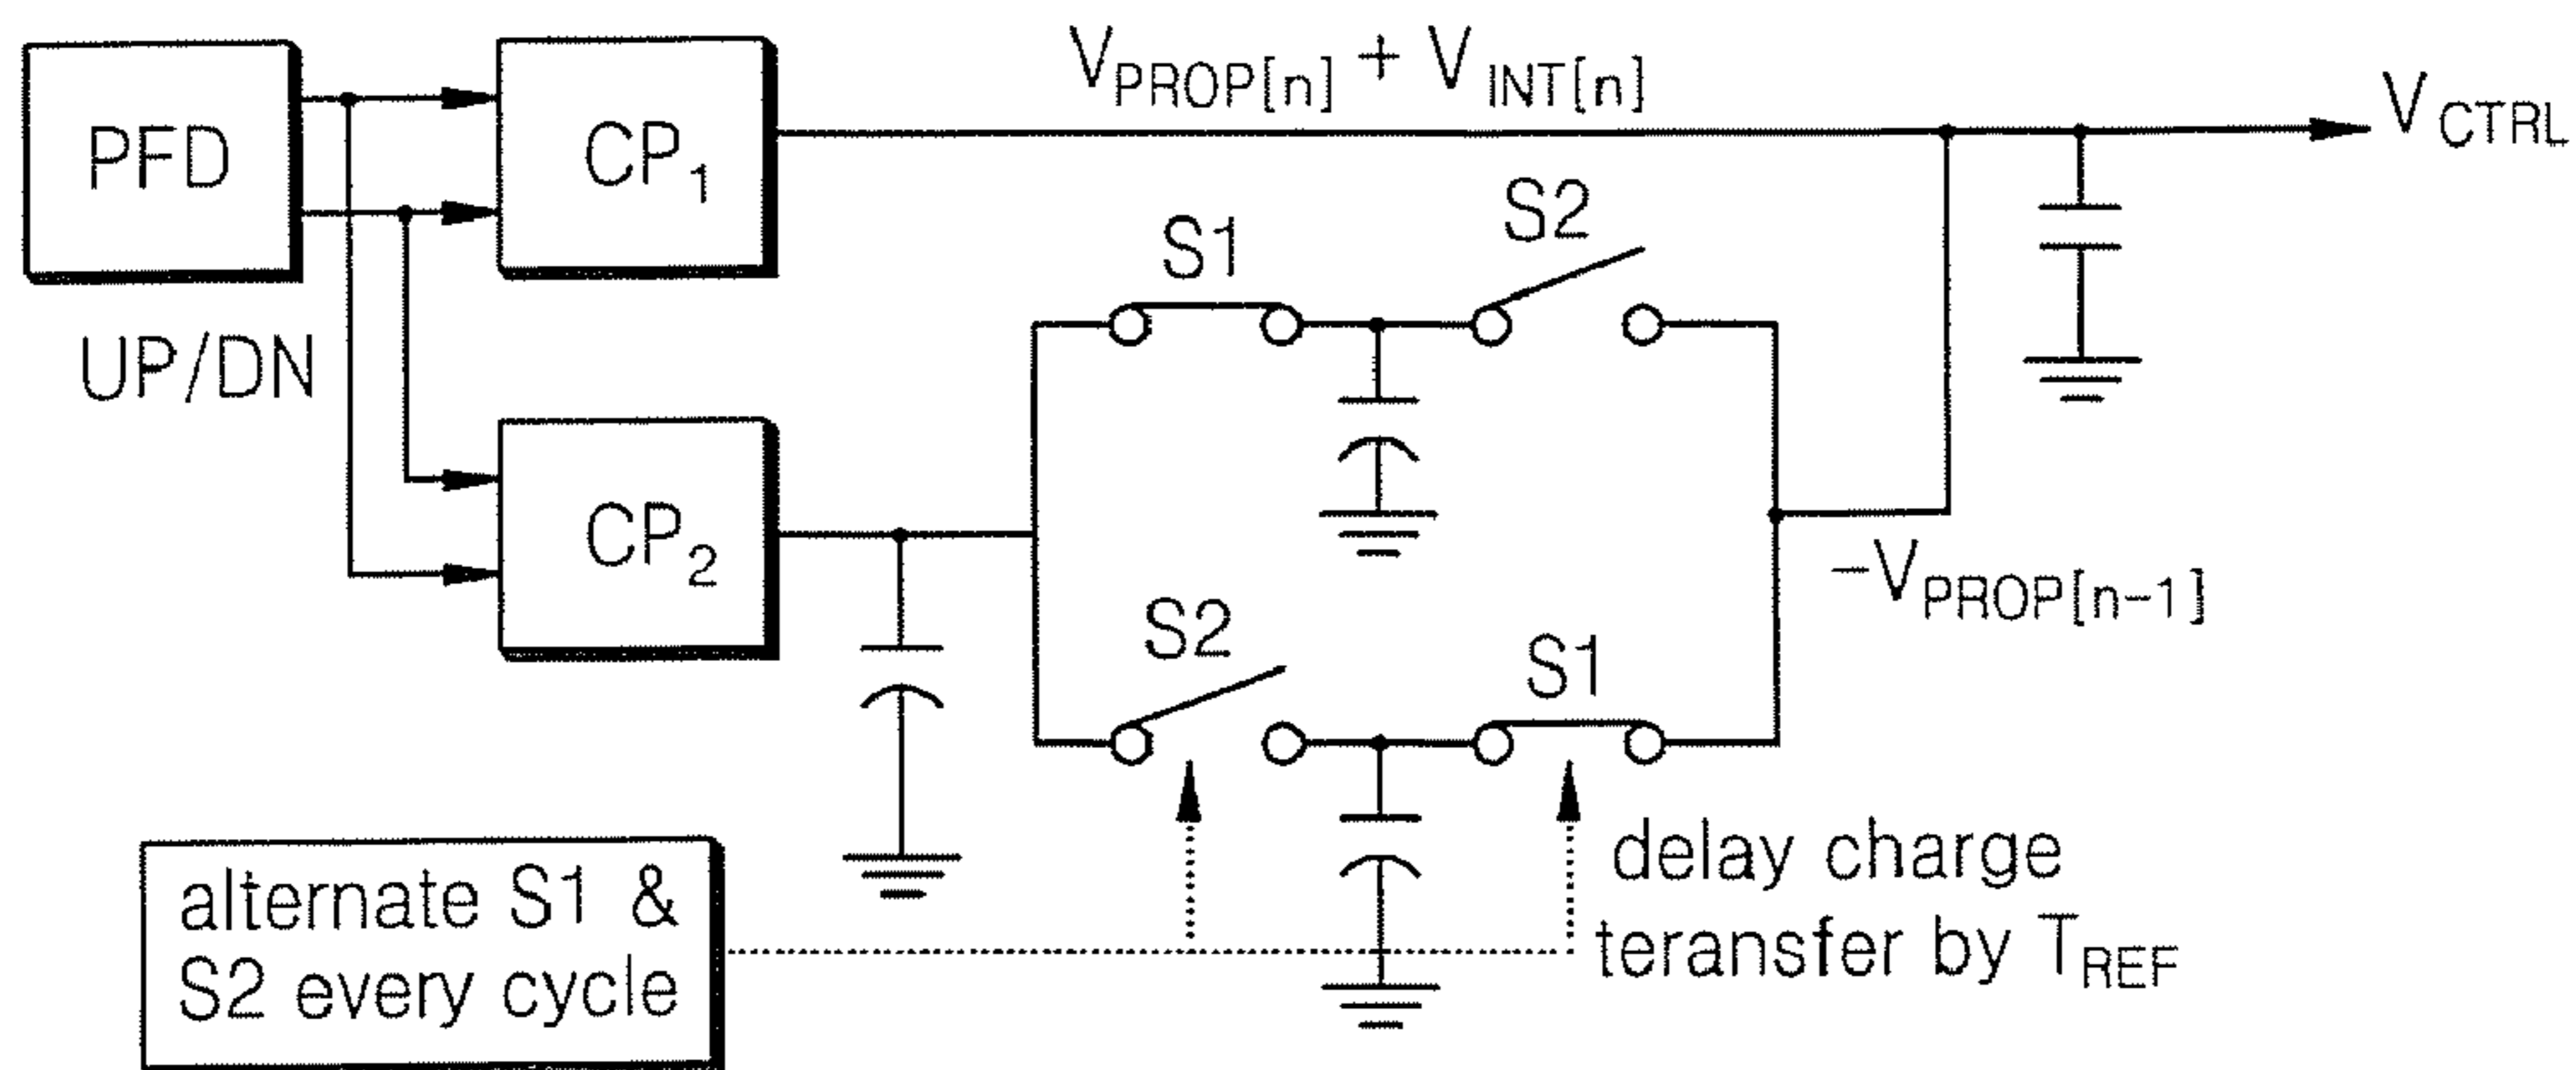 PFD
CP1
VPROP[n] + VINT[n]
VCTRL
UP/DN
S1
S2
CP2
-VPROP[n-1]
S2
S1
alternate S1 &
S2 every cycle
delay charge
teransfer by TREF